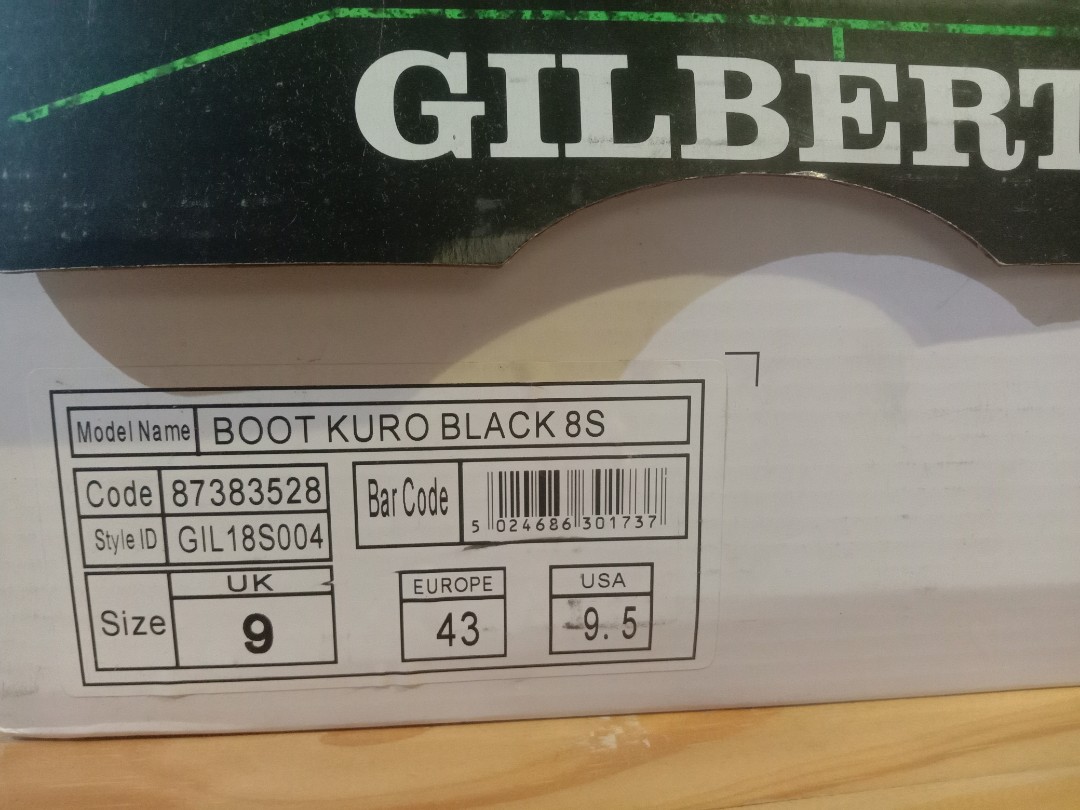 GILBERT
Model Name BOOT KURO BLACK 8S
Code 87383528
Style ID GIL18S004
Bar Code 5 024686 301737
Size UK 9
EUROPE 43
USA 9.5